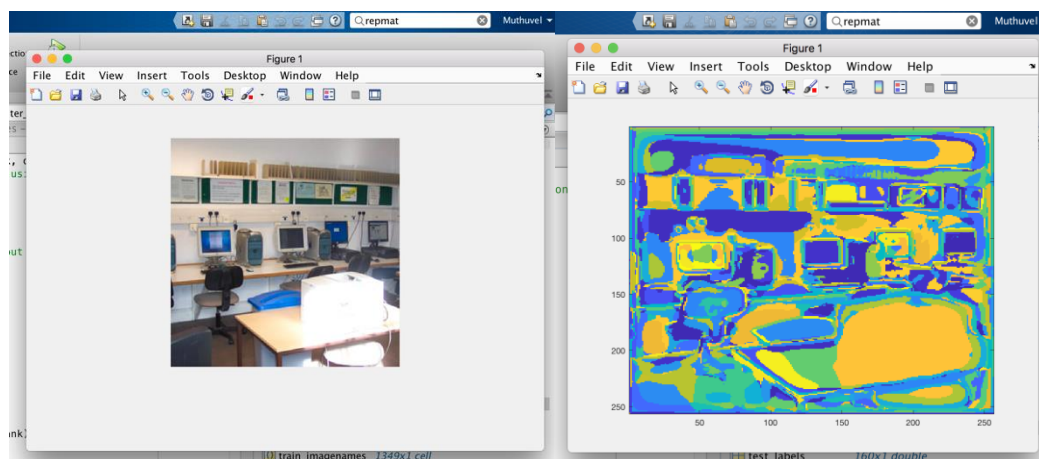 repmat
Muthuvel
Figure 1
File Edit View Insert Tools Desktop Window Help
out
train_imagenames 1349x1 cell
repmat
Muthuvel
Figure 1
File Edit View Insert Tools Desktop Window Help
50
100
150
200
250
50
100
150
200
250
test_labels 160x1 double